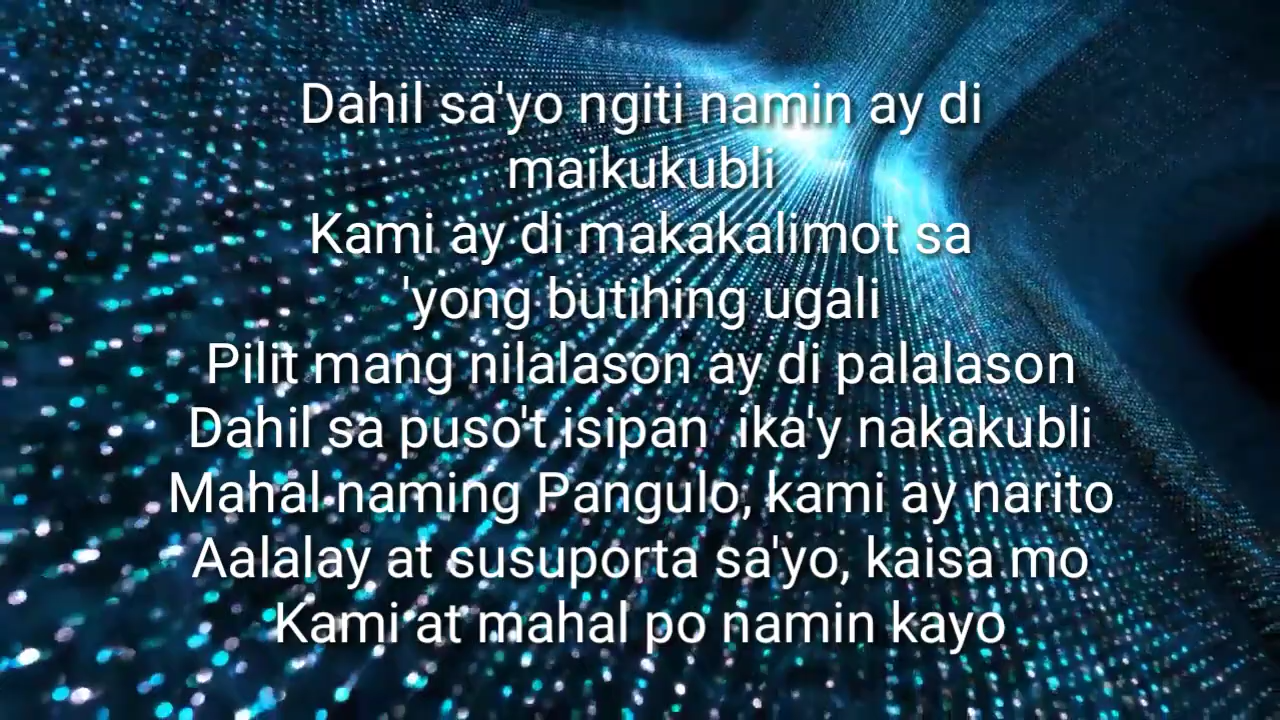 Dahil sa'yo ngiti namin ay di
maikukubli
Kami ay di makakalimot sa
'yong butihing ugali
Pilit mang nilalason ay di palalason
Dahil sa puso't isipan  ika'y nakakubli
Mahal naming Pangulo, kami ay narito
Aalalay at susuporta sa'yo, kaisa mo
Kami at mahal po namin kayo